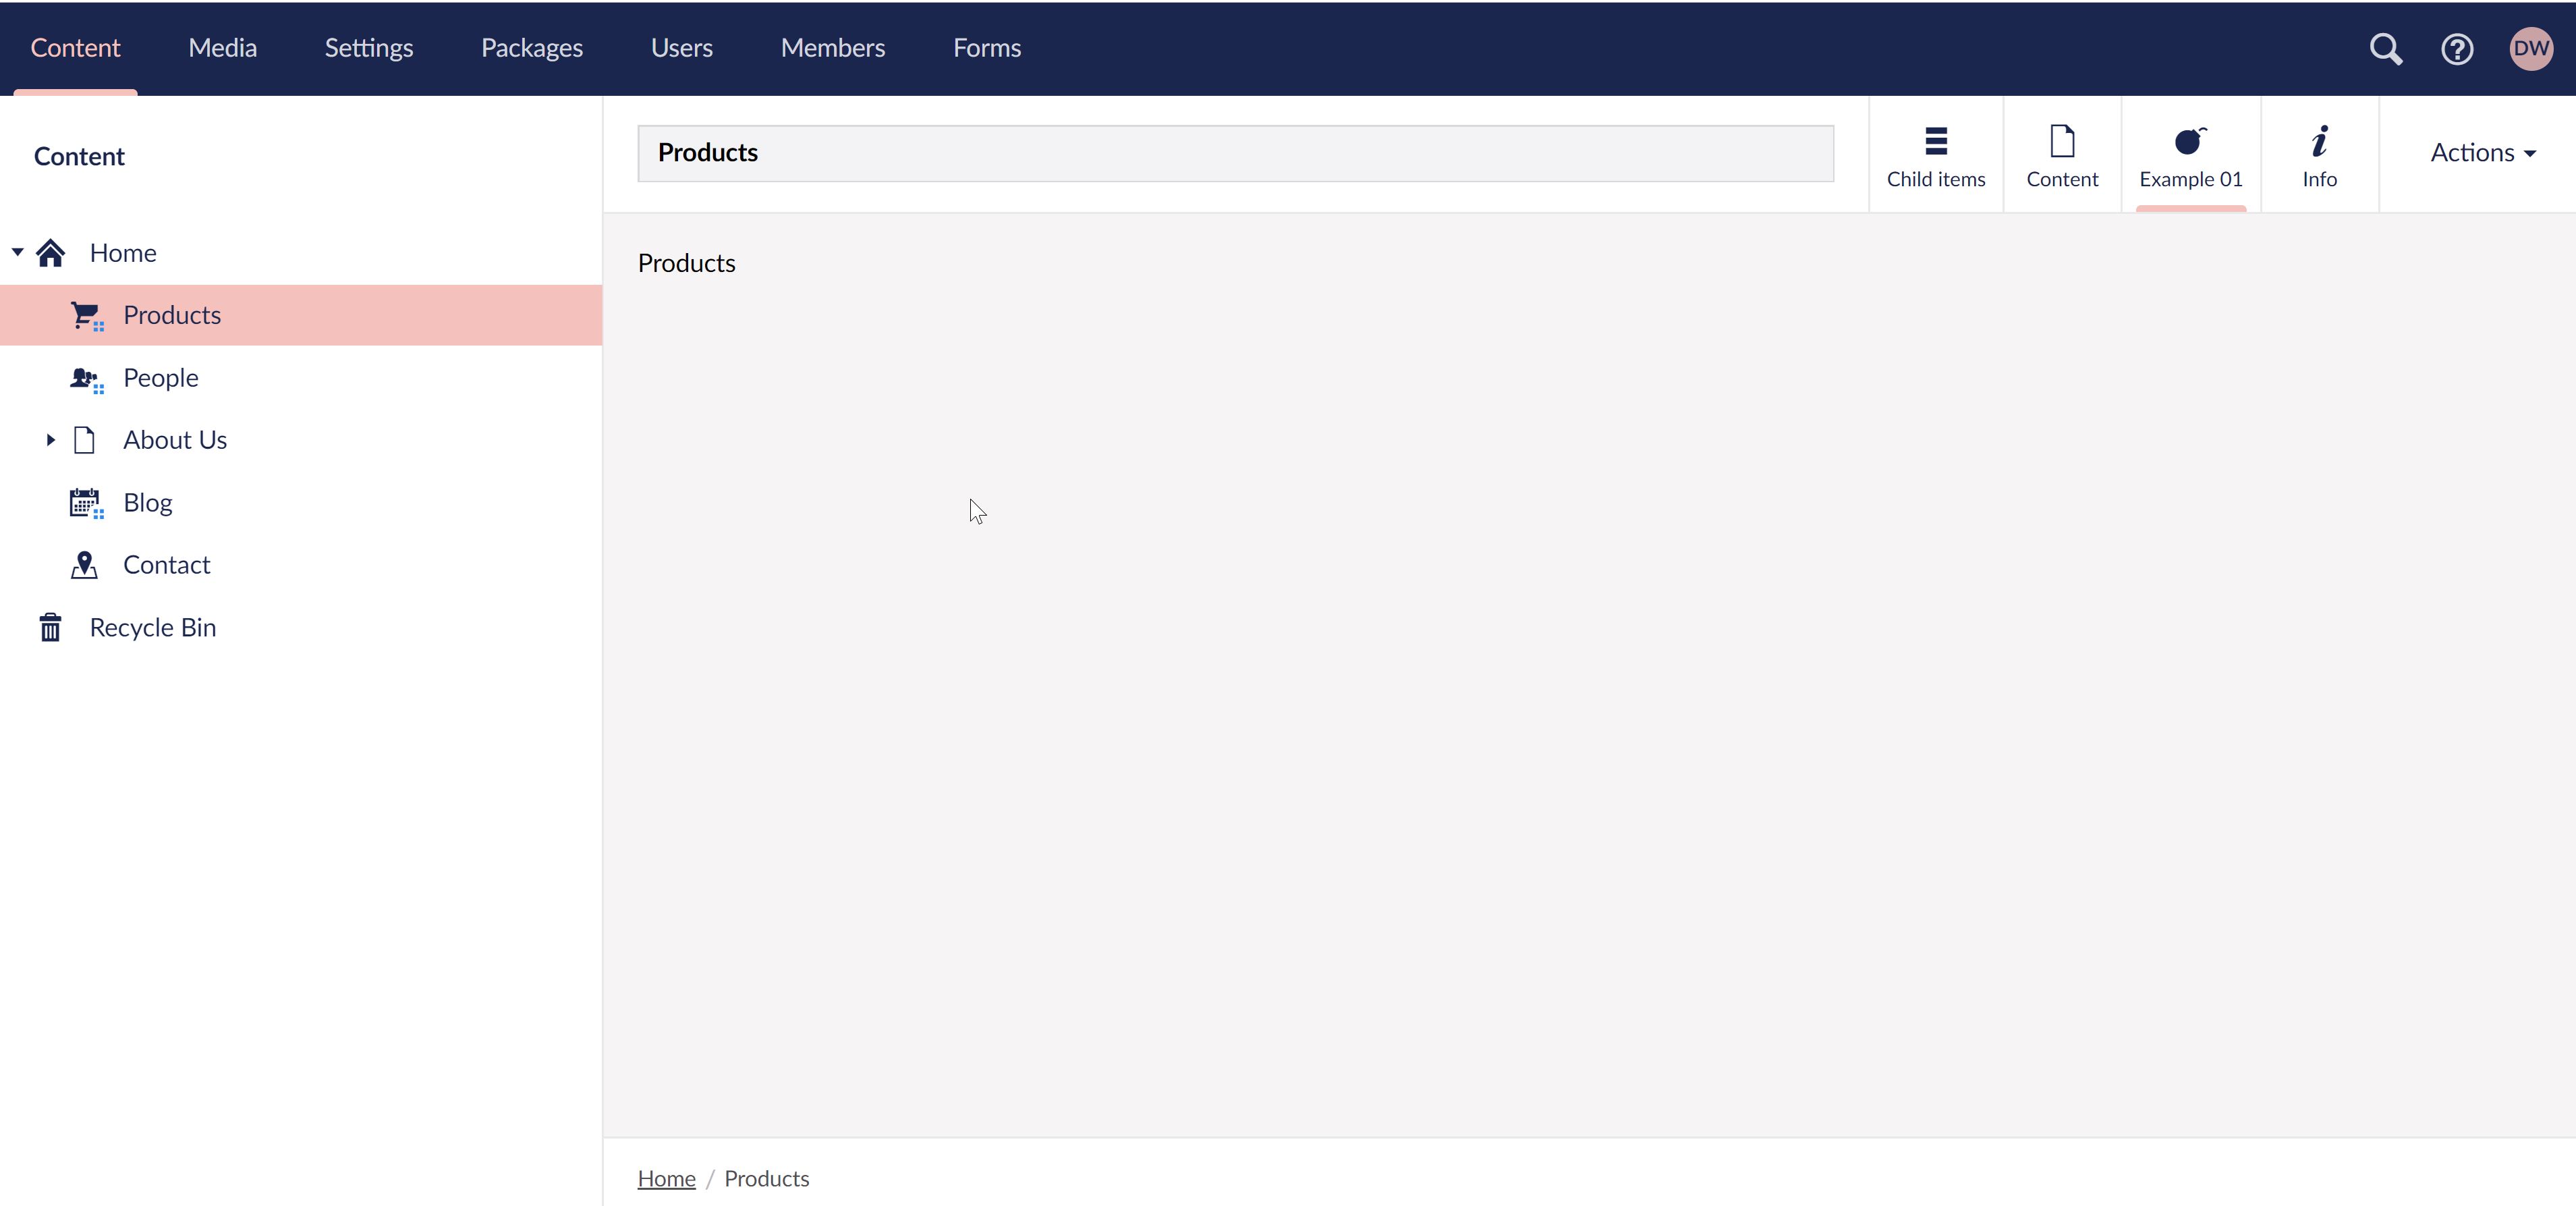 Content Media Settings Packages Users Members Forms DW
Content
Products
Child items Content Example 01 Info Actions
Home
Products
People
About Us
Blog
Contact
Recycle Bin
Products
Home / Products